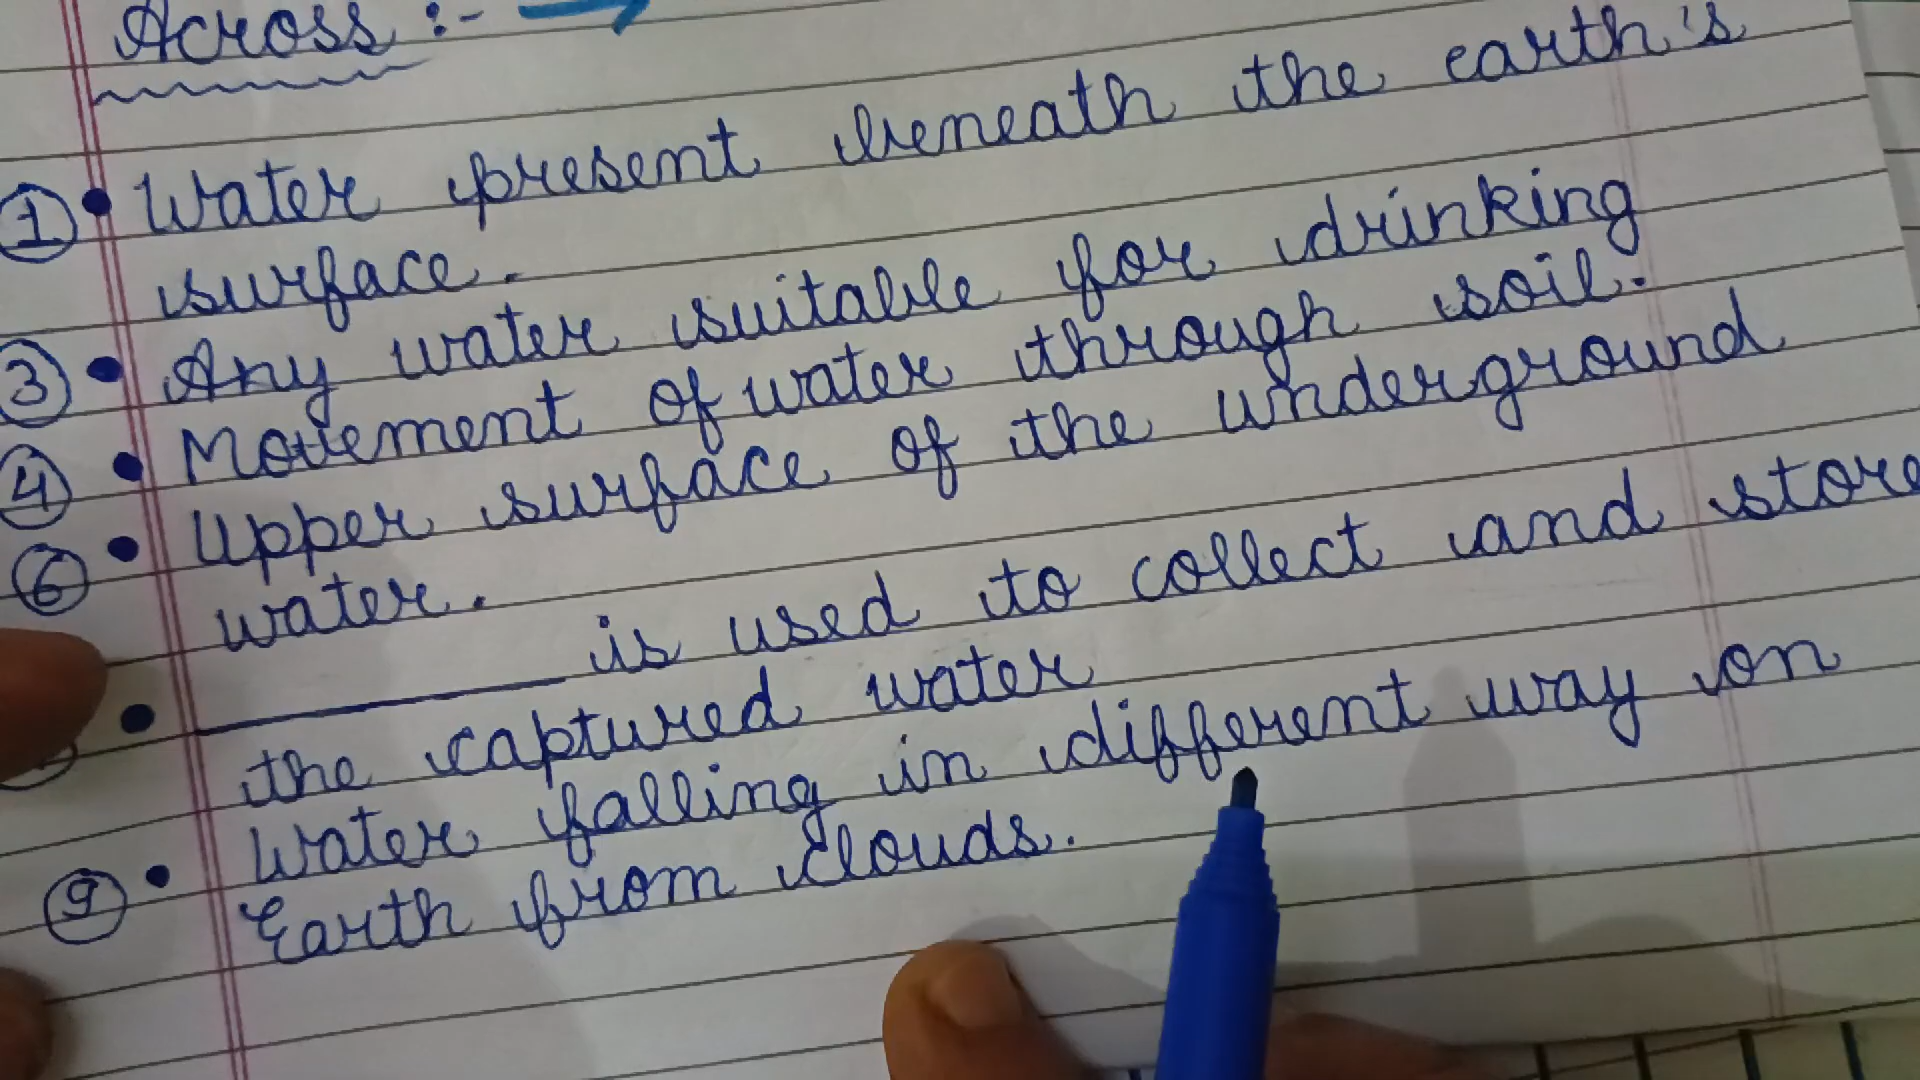 Across :- →
① • Water present beneath the earth's
surface.
③ • Any water suitable for drinking
④ • Movement of water through soil.
⑥ • Upper surface of the underground
water.
• ________ is used to collect and store
the captured water
⑨ • Water falling in different way on
Earth from clouds.